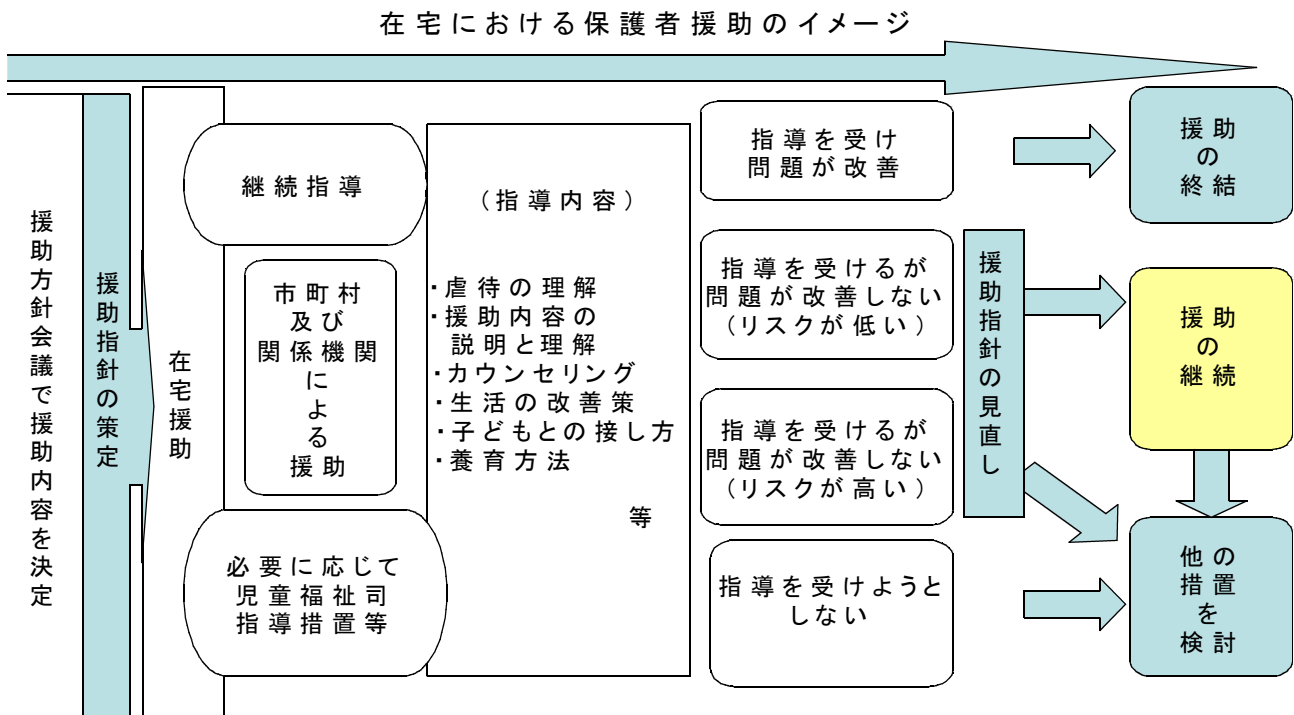 在宅における保護者援助のイメージ
援助方針会議で援助内容を決定
援助指針の策定
在宅援助
継続指導
市町村
及び
関係機関
による
援助
必要に応じて
児童福祉司
指導措置等
(指導内容)
・虐待の理解
・援助内容の
説明と理解
・カウンセリング
・生活の改善策
・子どもとの接し方
・養育方法
等
指導を受け
問題が改善
指導を受けるが
問題が改善しない
(リスクが低い)
指導を受けるが
問題が改善しない
(リスクが高い)
指導を受けようと
しない
援助指針の見直し
援助
の
終結
援助
の
継続
他の
措置
を
検討